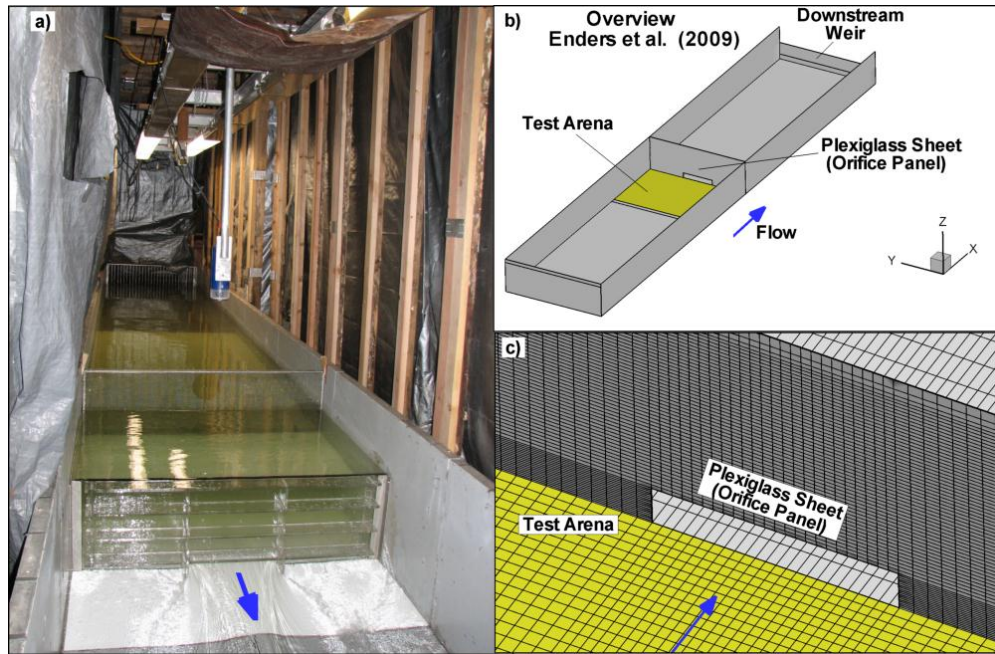 a)
b)
Overview
Enders et al. (2009)
Downstream
Weir
Test Arena
Plexiglass Sheet
(Orifice Panel)
Flow
Z
Y
X
c)
Plexiglass Sheet
(Orifice Panel)
Test Arena